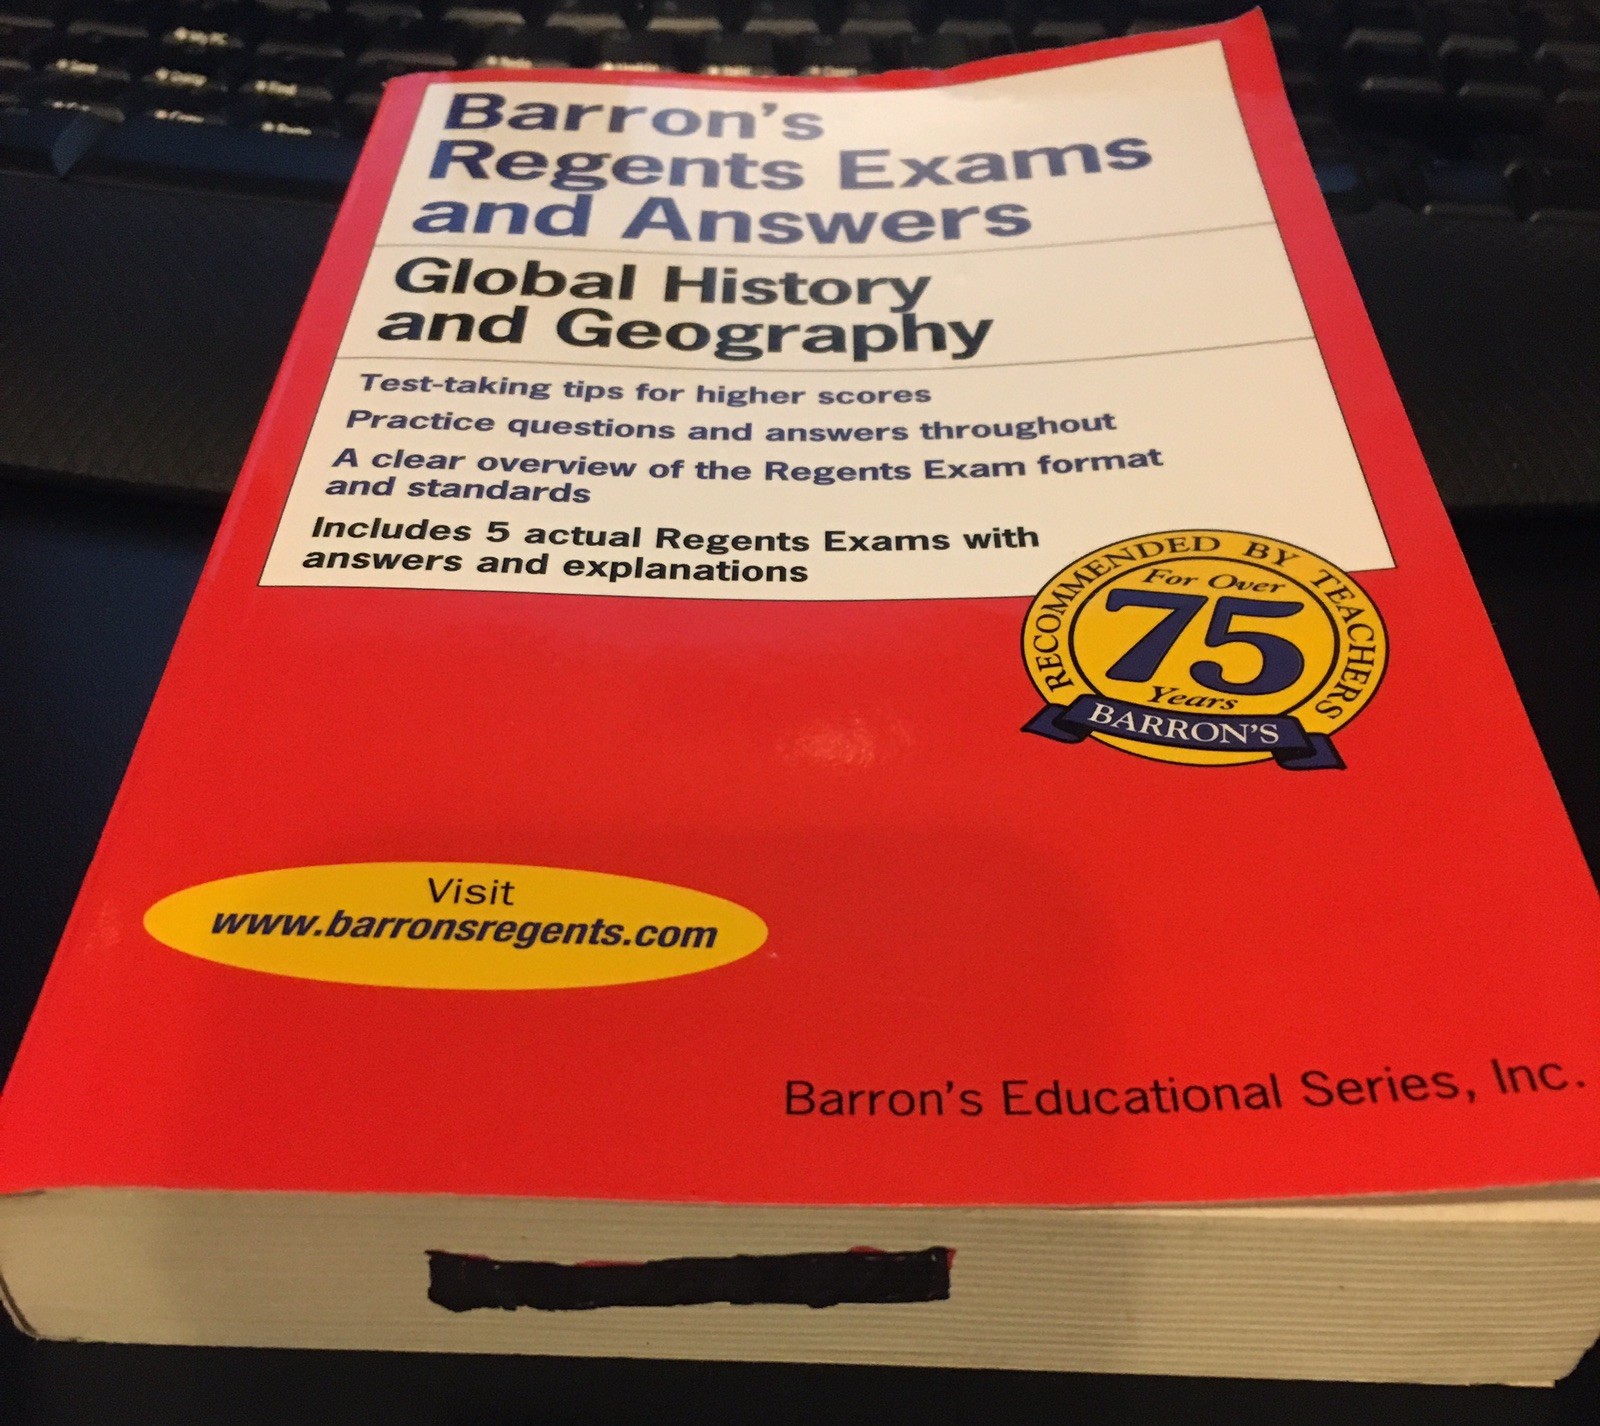 Barron's
Regents Exams
and Answers
Global History
and Geography
Test-taking tips for higher scores
Practice questions and answers throughout
A clear overview of the Regents Exam format
and standards
Includes 5 actual Regents Exams with
answers and explanations
RECOMMENDED BY TEACHERS
For Over
75
Years
BARRON'S
Visit
www.barronsregents.com
Barron's Educational Series, Inc.